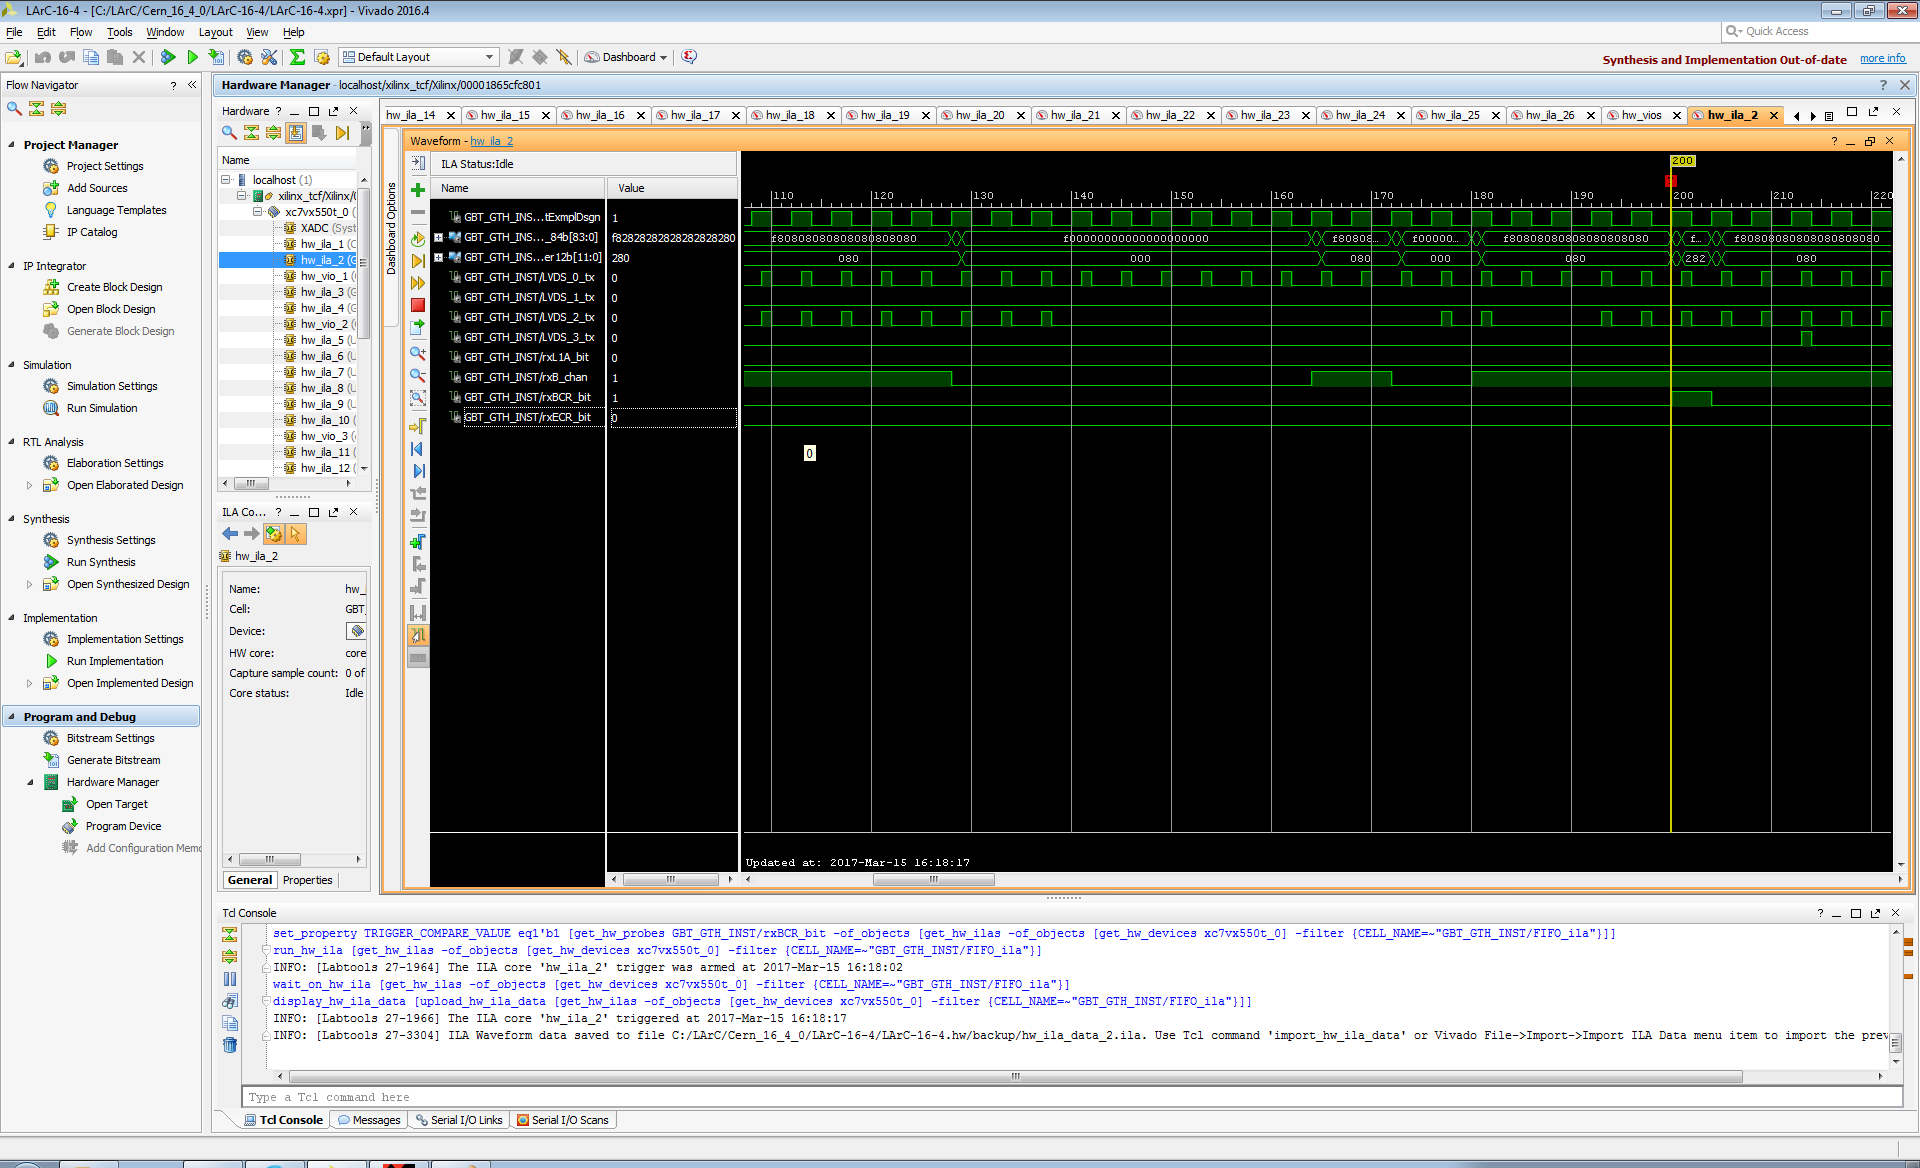 LArC-16-4 - [C:/LArC/Cern_16_4_0/LArC-16-4/LArC-16-4.xpr] - Vivado 2016.4
File Edit Flow Tools Window Layout View Help
Quick Access
Default Layout
Dashboard
Synthesis and Implementation Out-of-date more info
Flow Navigator
Project Manager
Project Settings
Add Sources
Language Templates
IP Catalog
IP Integrator
Create Block Design
Open Block Design
Generate Block Design
Simulation
Simulation Settings
Run Simulation
RTL Analysis
Elaboration Settings
Open Elaborated Design
Synthesis
Synthesis Settings
Run Synthesis
Open Synthesized Design
Implementation
Implementation Settings
Run Implementation
Open Implemented Design
Program and Debug
Bitstream Settings
Generate Bitstream
Hardware Manager
Open Target
Program Device
Add Configuration Memo
Hardware Manager - localhost/xilinx_tcf/Xilinx/00001865cfc801
Hardware
Name
localhost (1)
xilinx_tcf/Xilinx/
xc7vx550t_0 (
XADC (Syst
hw_ila_1 (
hw_ila_2 (
hw_vio_1 (
hw_ila_3 (
hw_ila_4 (
hw_vio_2 (
hw_ila_5 (
hw_ila_6 (
hw_ila_7 (
hw_ila_8 (
hw_ila_9 (
hw_ila_10 (
hw_vio_3 (
hw_ila_11 (
hw_ila_12 (
ILA Co...
hw_ila_2
Name: hw_
Cell: GBT_
Device:
HW core: core
Capture sample count: 0 of
Core status: Idle
General Properties
hw_ila_14 hw_ila_15 hw_ila_16 hw_ila_17 hw_ila_18 hw_ila_19 hw_ila_20 hw_ila_21 hw_ila_22 hw_ila_23 hw_ila_24 hw_ila_25 hw_ila_26 hw_vios hw_ila_2
Dashboard Options
Waveform - hw_ila_2
ILA Status:Idle
Name Value
200
110 120 130 140 150 160 170 180 190 200 210 220
GBT_GTH_INS...tExmplDsgn 1
GBT_GTH_INS..._84b[83:0] f82828282828282828280 f80808080808080808080 f00000000000000000000 f80808... f00000... f80808080808080808080 f... f80808080808080808080
GBT_GTH_INS...er12b[11:0] 280 080 000 080 000 080 282 080
GBT_GTH_INST/LVDS_0_tx 0
GBT_GTH_INST/LVDS_1_tx 0
GBT_GTH_INST/LVDS_2_tx 0
GBT_GTH_INST/LVDS_3_tx 0
GBT_GTH_INST/rxL1A_bit 0
GBT_GTH_INST/rxB_chan 1
GBT_GTH_INST/rxBCR_bit 1
GBT_GTH_INST/rxECR_bit 0
0
Updated at: 2017-Mar-15 16:18:17
Tcl Console
set_property TRIGGER_COMPARE_VALUE eq1'b1 [get_hw_probes GBT_GTH_INST/rxBCR_bit -of_objects [get_hw_ilas -of_objects [get_hw_devices xc7vx550t_0] -filter {CELL_NAME=~"GBT_GTH_INST/FIFO_ila"}]]
run_hw_ila [get_hw_ilas -of_objects [get_hw_devices xc7vx550t_0] -filter {CELL_NAME=~"GBT_GTH_INST/FIFO_ila"}]
INFO: [Labtools 27-1964] The ILA core 'hw_ila_2' trigger was armed at 2017-Mar-15 16:18:02
wait_on_hw_ila [get_hw_ilas -of_objects [get_hw_devices xc7vx550t_0] -filter {CELL_NAME=~"GBT_GTH_INST/FIFO_ila"}]
display_hw_ila_data [upload_hw_ila_data [get_hw_ilas -of_objects [get_hw_devices xc7vx550t_0] -filter {CELL_NAME=~"GBT_GTH_INST/FIFO_ila"}]]
INFO: [Labtools 27-1966] The ILA core 'hw_ila_2' triggered at 2017-Mar-15 16:18:17
INFO: [Labtools 27-3304] ILA Waveform data saved to file C:/LArC/Cern_16_4_0/LArC-16-4/LArC-16-4.hw/backup/hw_ila_data_2.ila. Use Tcl command 'import_hw_ila_data' or Vivado File->Import->Import ILA Data menu item to import the prev
Type a Tcl command here
Tcl Console Messages Serial I/O Links Serial I/O Scans